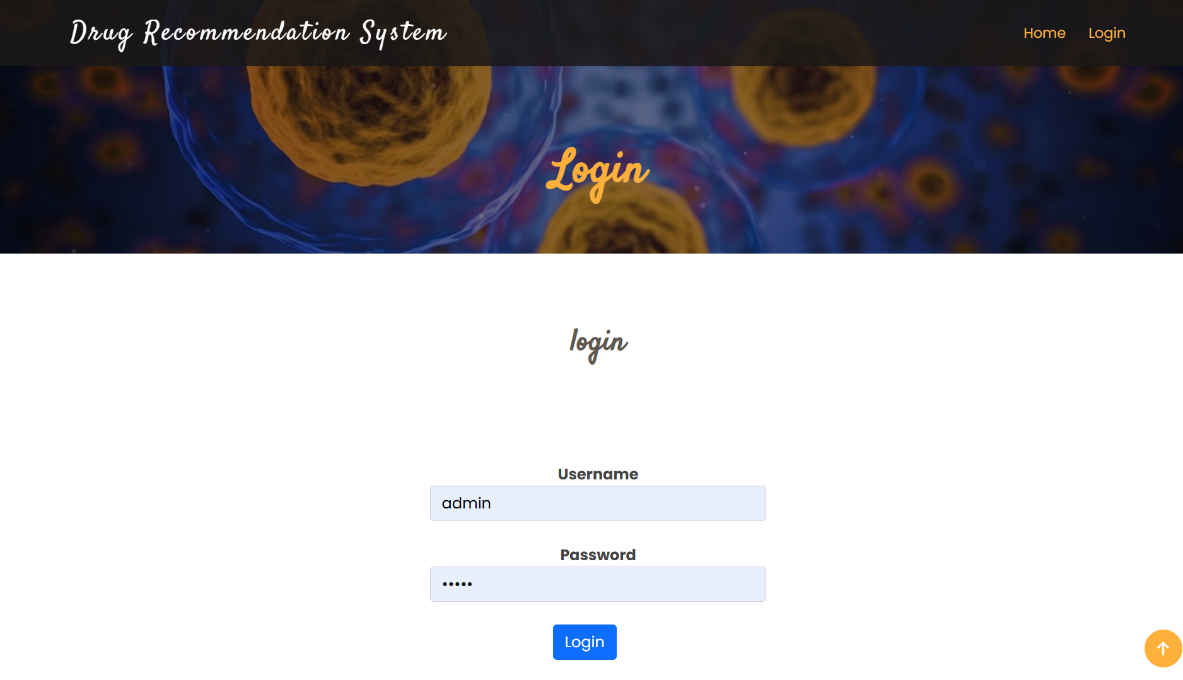 Drug Recommendation System
Home Login
Login
login
Username
admin
Password
•••••
Login